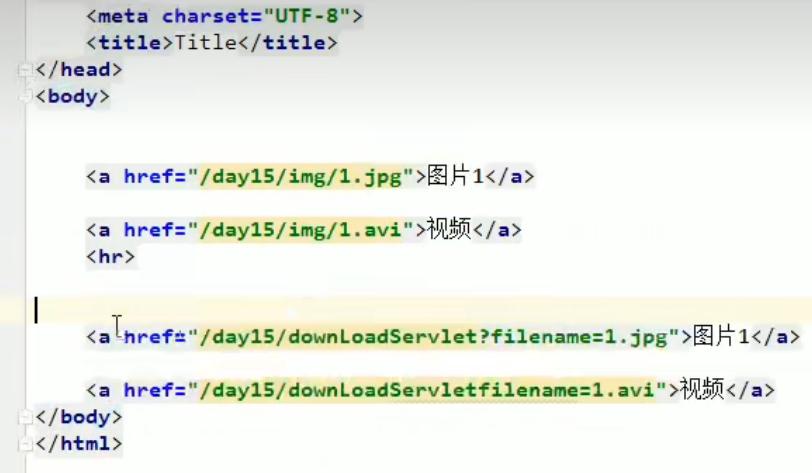 <meta charset="UTF-8">
<title>Title</title>
</head>
<body>
<a href="/day15/img/1.jpg">图片1</a>
<a href="/day15/img/1.avi">视频</a>
<hr>
<a href="/day15/downLoadServlet?filename=1.jpg">图片1</a>
<a href="/day15/downLoadServletfilename=1.avi">视频</a>
</body>
</html>